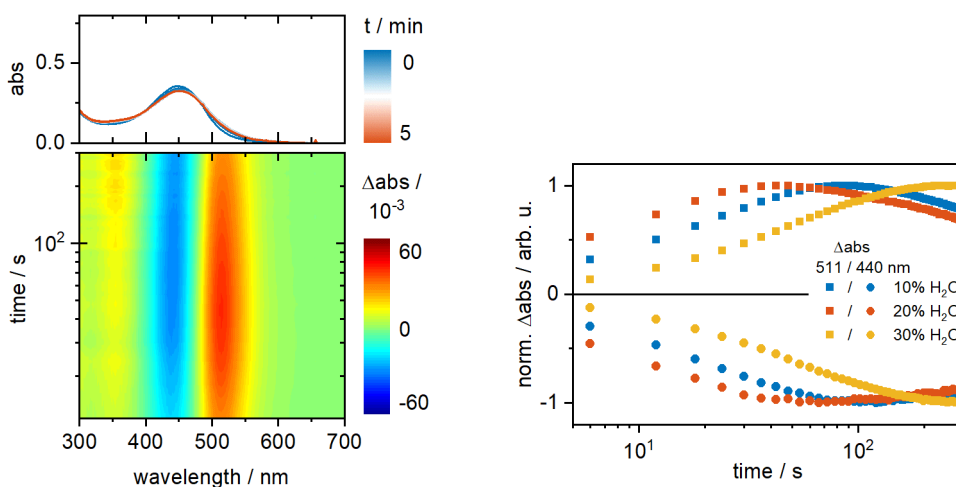 t / min
0
5
abs
0.5
0.0
Δabs /
10⁻³
60
0
-60
time / s
10²
300 400 500 600 700
wavelength / nm
norm. Δabs / arb. u.
1
0
-1
Δabs
511 / 440 nm
/ 10% H₂O
/ 20% H₂O
/ 30% H₂O
10¹ 10²
time / s